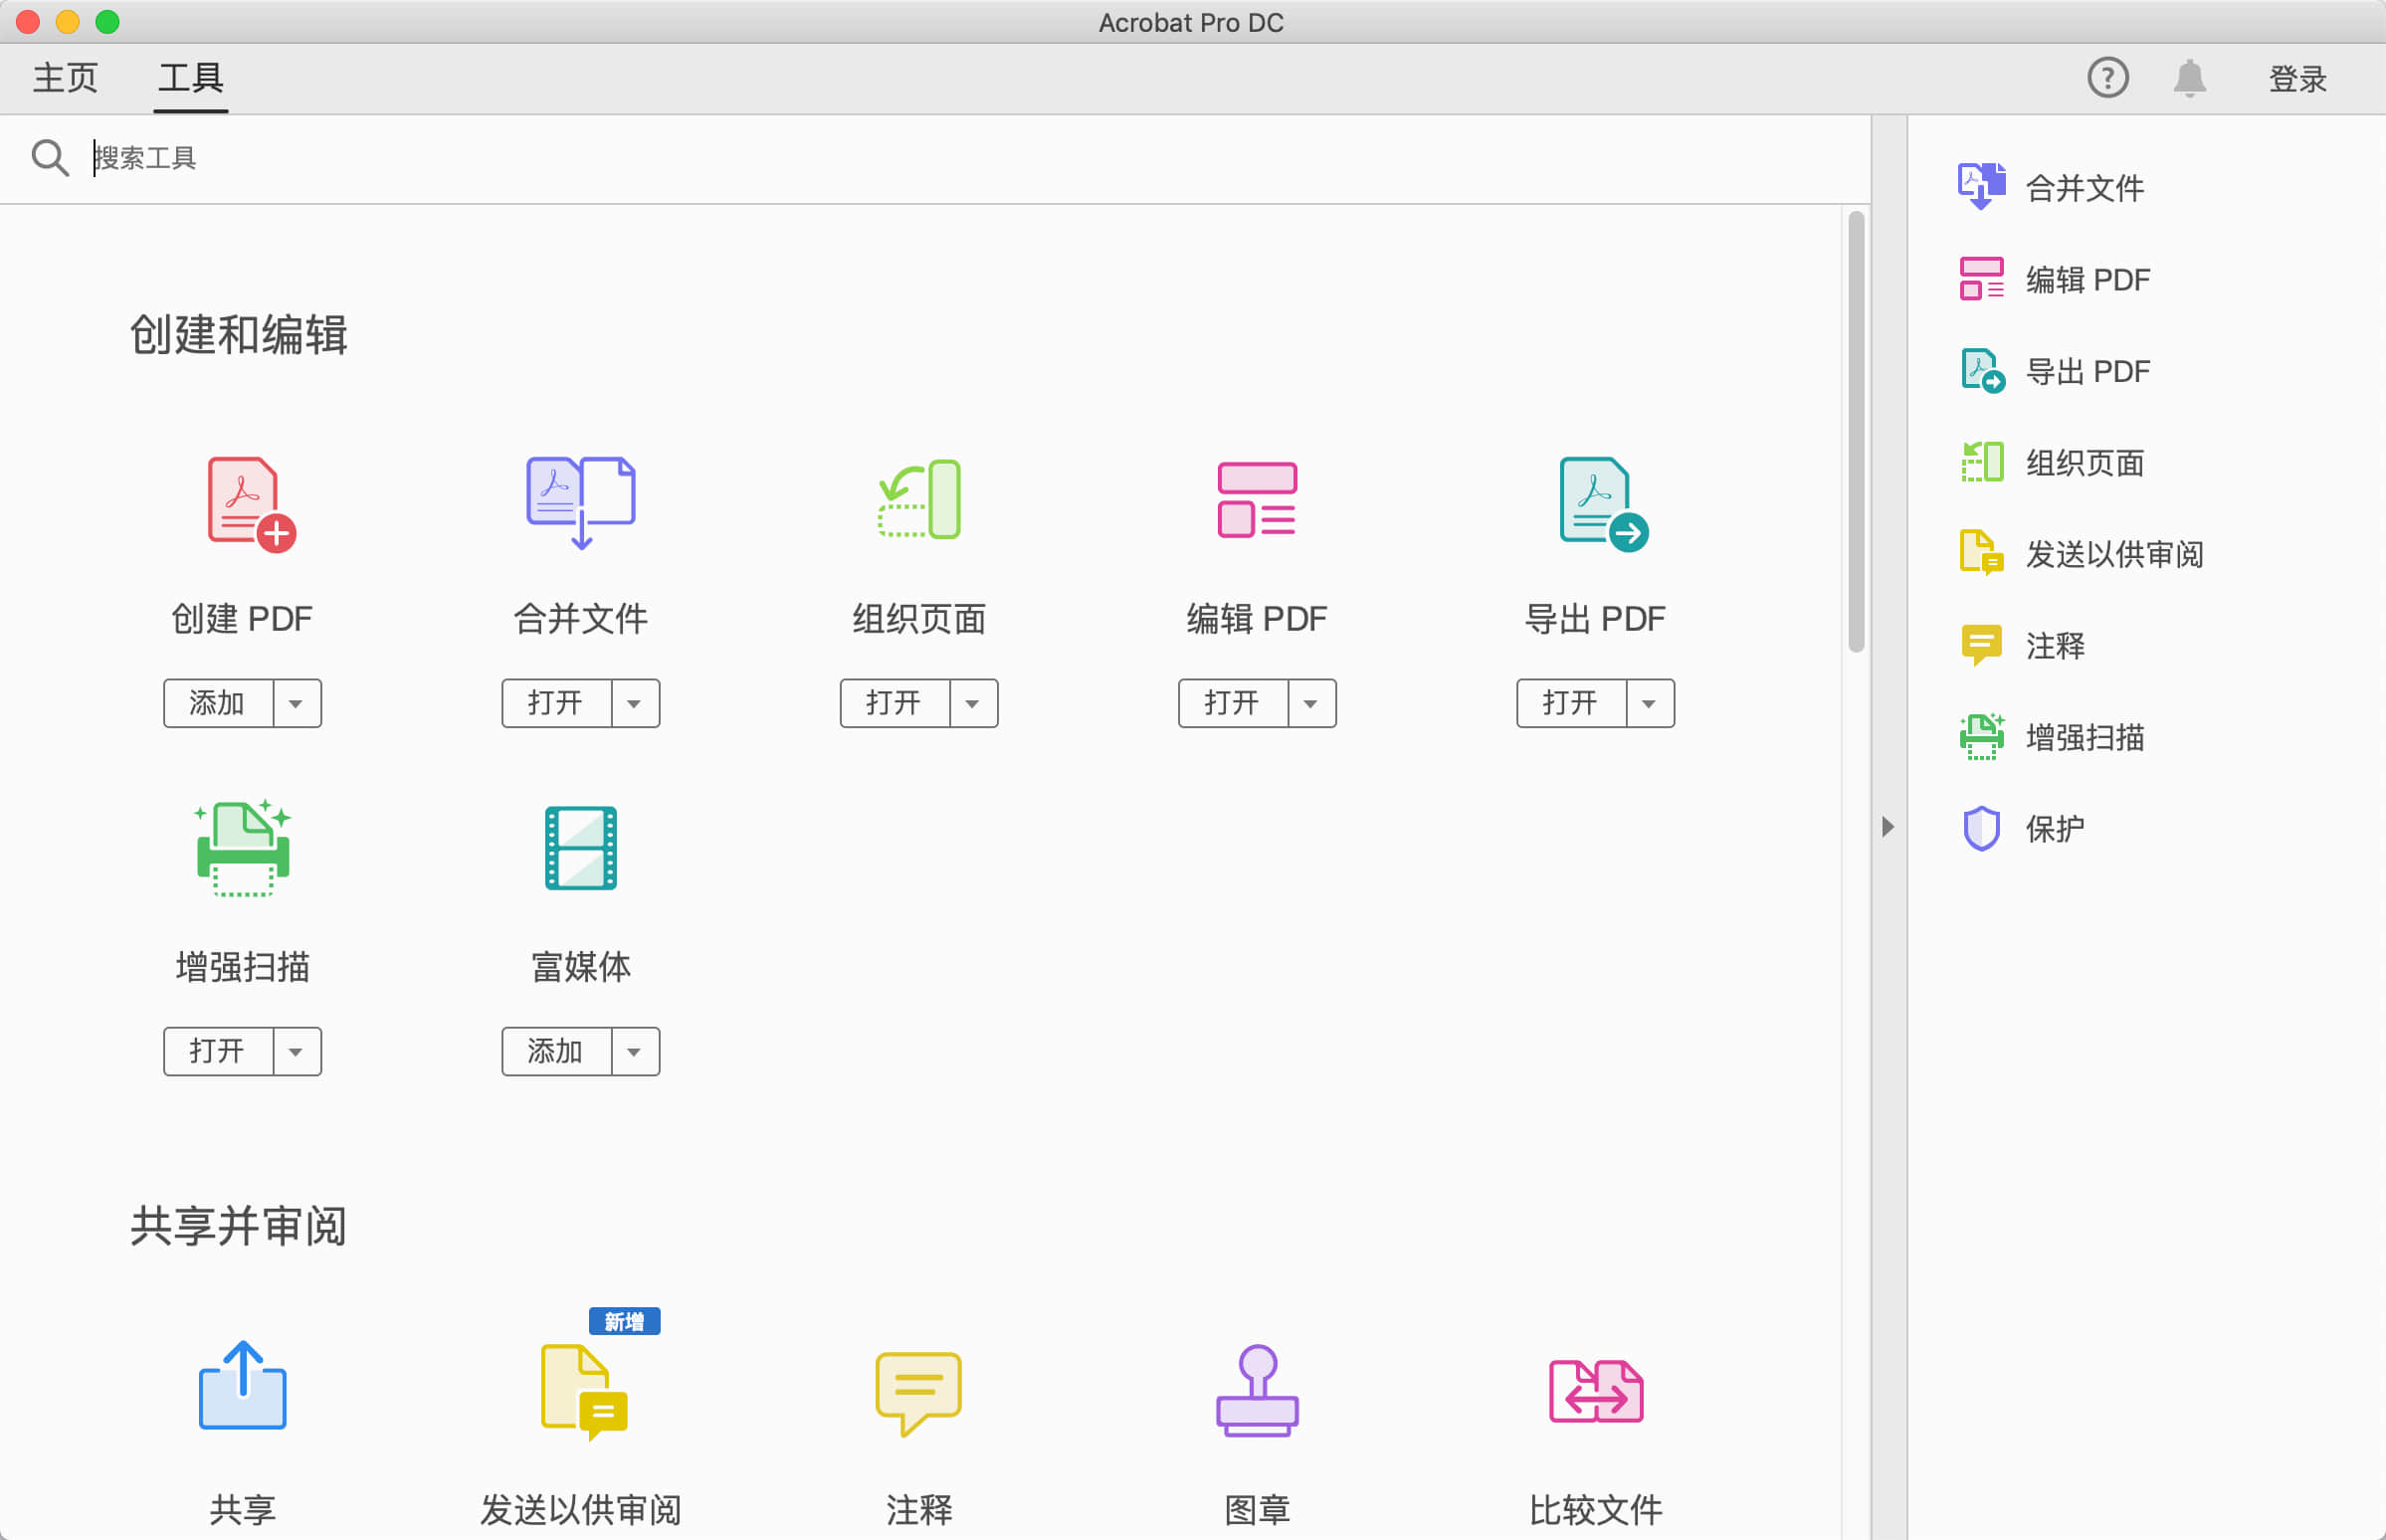 Acrobat Pro DC
主页 工具 登录
搜索工具
创建和编辑
创建 PDF 合并文件 组织页面 编辑 PDF 导出 PDF
添加 打开 打开 打开 打开
增强扫描 富媒体
打开 添加
共享并审阅
新增
共享 发送以供审阅 注释 图章 比较文件
合并文件
编辑 PDF
导出 PDF
组织页面
发送以供审阅
注释
增强扫描
保护